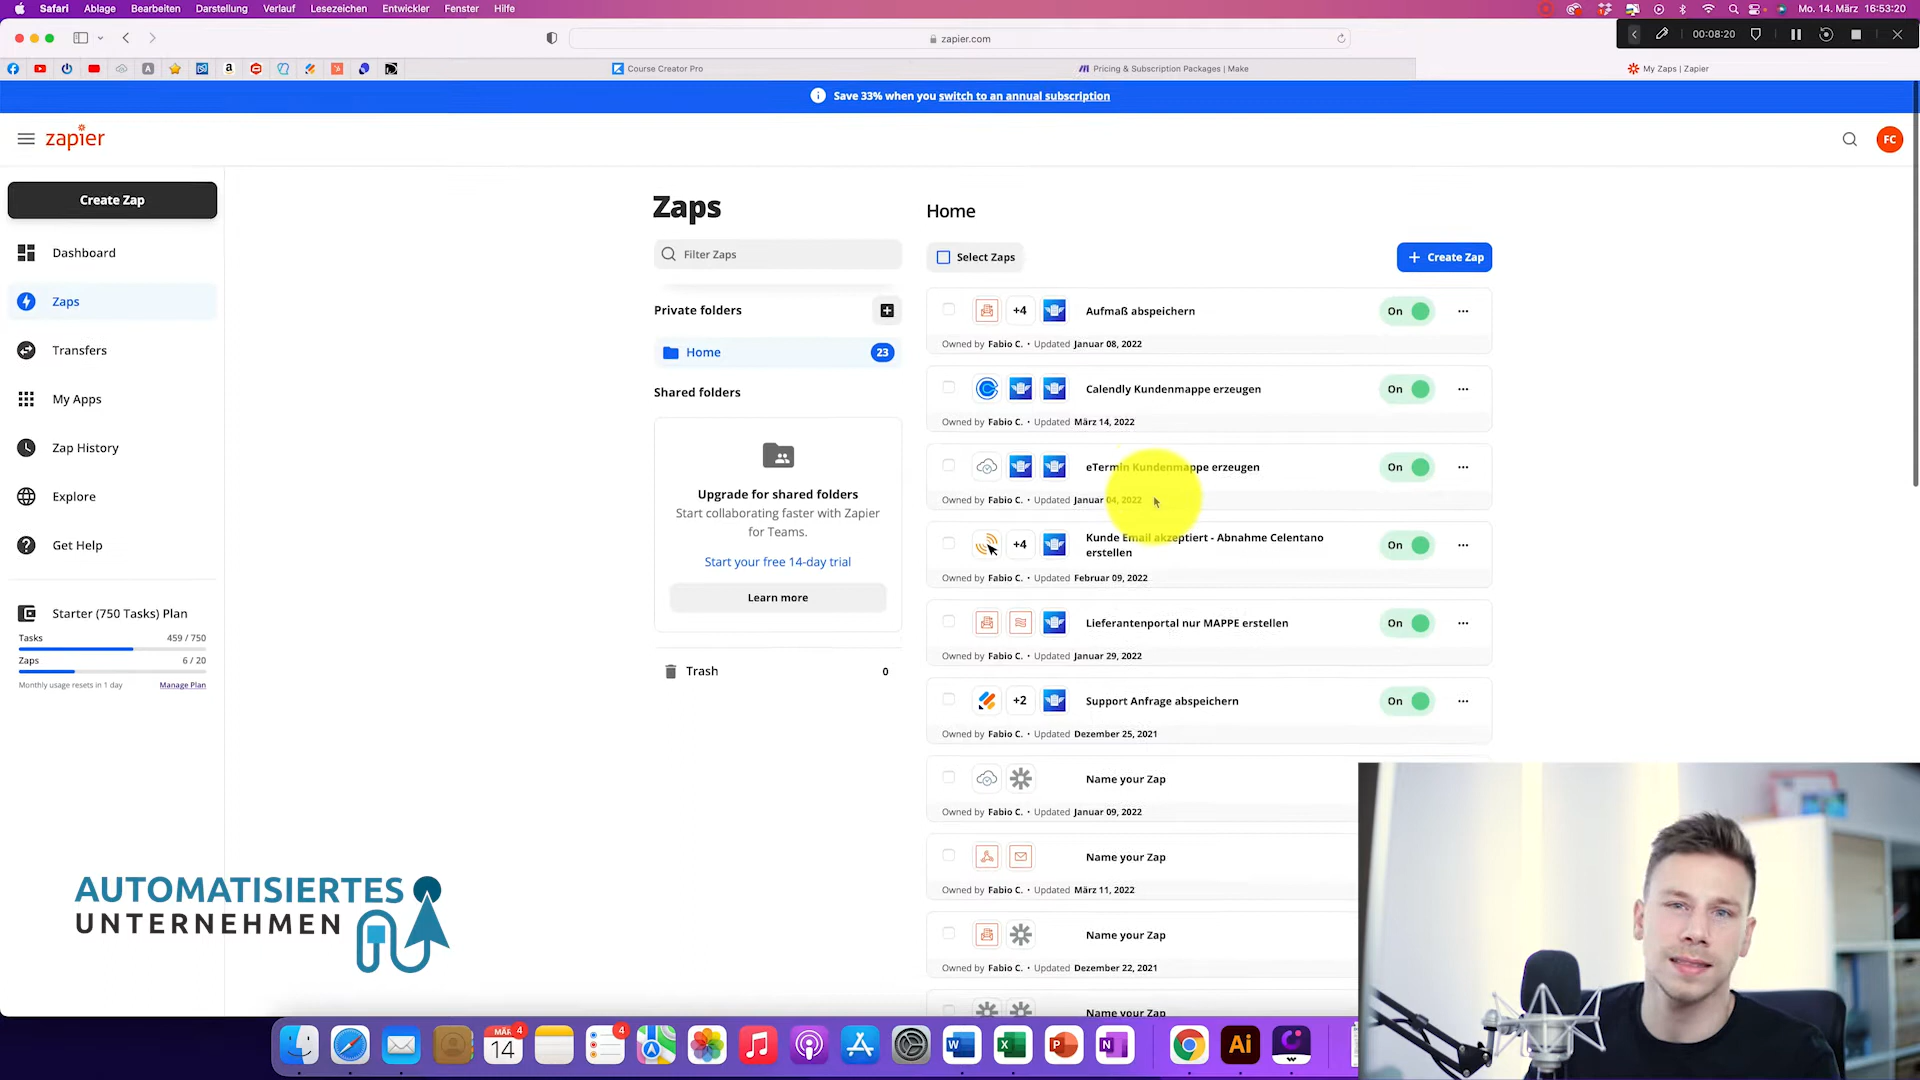 Safari Ablage Bearbeiten Darstellung Verlauf Lesezeichen Entwickler Fenster Hilfe
Mo. 14. März 16:53:20
zapier.com
00:08:20
Course Creator Pro
Pricing & Subscription Packages | Make
My Zaps | Zapier
Save 33% when you switch to an annual subscription
zapier
FC
Create Zap
Dashboard
Zaps
Transfers
My Apps
Zap History
Explore
Get Help
Starter (750 Tasks) Plan
Tasks 459 / 750
Zaps 6 / 20
Monthly usage resets in 1 day Manage Plan
Zaps
Filter Zaps
Private folders
Home 23
Shared folders
Upgrade for shared folders
Start collaborating faster with Zapier
for Teams.
Start your free 14-day trial
Learn more
Trash 0
Home
Select Zaps
+ Create Zap
+4 Aufmaß abspeichern On
Owned by Fabio C. • Updated Januar 08, 2022
Calendly Kundenmappe erzeugen On
Owned by Fabio C. • Updated März 14, 2022
eTermin Kundenmappe erzeugen On
Owned by Fabio C. • Updated Januar 04, 2022
+4 Kunde Email akzeptiert - Abnahme Celentano
erstellen On
Owned by Fabio C. • Updated Februar 09, 2022
Lieferantenportal nur MAPPE erstellen On
Owned by Fabio C. • Updated Januar 29, 2022
+2 Support Anfrage abspeichern On
Owned by Fabio C. • Updated Dezember 25, 2021
Name your Zap
Owned by Fabio C. • Updated Januar 09, 2022
Name your Zap
Owned by Fabio C. • Updated März 11, 2022
Name your Zap
Owned by Fabio C. • Updated Dezember 22, 2021
Name your Zap
AUTOMATISIERTES
UNTERNEHMEN
MÄR 4
14
4
W X P N Ai